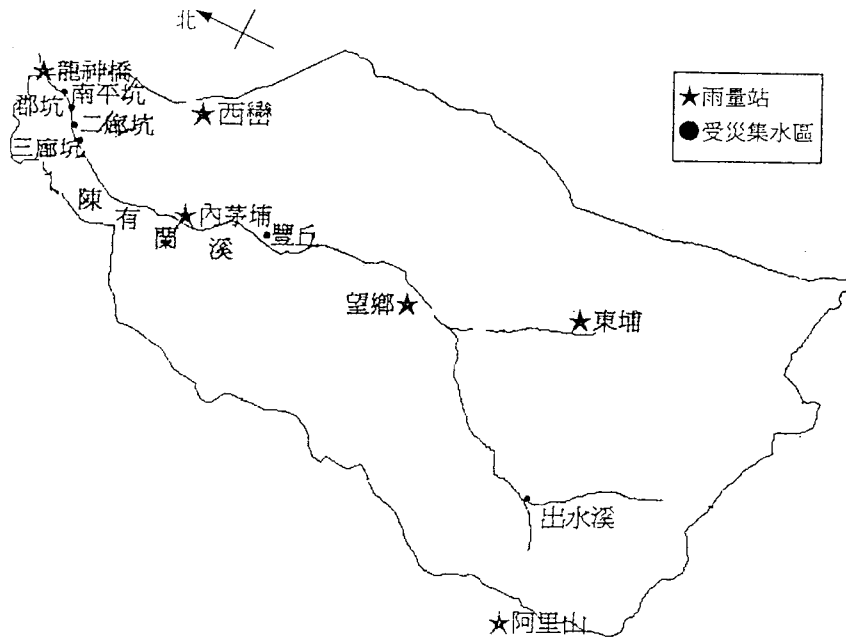 北
★雨量站
●受災集水區
龍神橋
南平坑
郡坑
二廍坑
三廍坑
西巒
陳有蘭溪
內茅埔
豐丘
望鄉
東埔
出水溪
阿里山